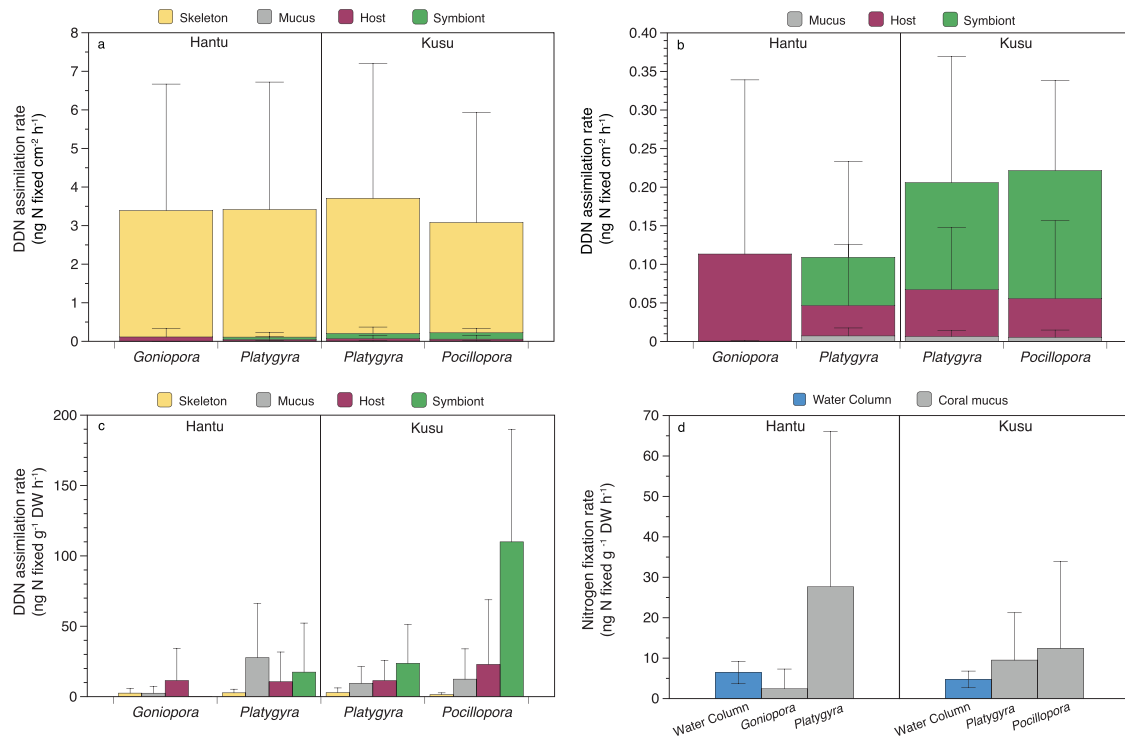 Skeleton Mucus Host Symbiont
a Hantu Kusu
8
7
6
5
4
3
2
1
0
DDN assimilation rate
(ng N fixed cm-2 h-1)
Goniopora Platygyra Platygyra Pocillopora
Mucus Host Symbiont
b Hantu Kusu
0.40
0.35
0.30
0.25
0.20
0.15
0.10
0.05
0
DDN assimilation rate
(ng N fixed cm-2 h-1)
Goniopora Platygyra Platygyra Pocillopora
Skeleton Mucus Host Symbiont
c Hantu Kusu
200
150
100
50
0
DDN assimilation rate
(ng N fixed g-1 DW h-1)
Goniopora Platygyra Platygyra Pocillopora
Water Column Coral mucus
d Hantu Kusu
70
60
50
40
30
20
10
0
Nitrogen fixation rate
(ng N fixed g -1 DW h-1)
Water Column Goniopora Platygyra Water Column Platygyra Pocillopora